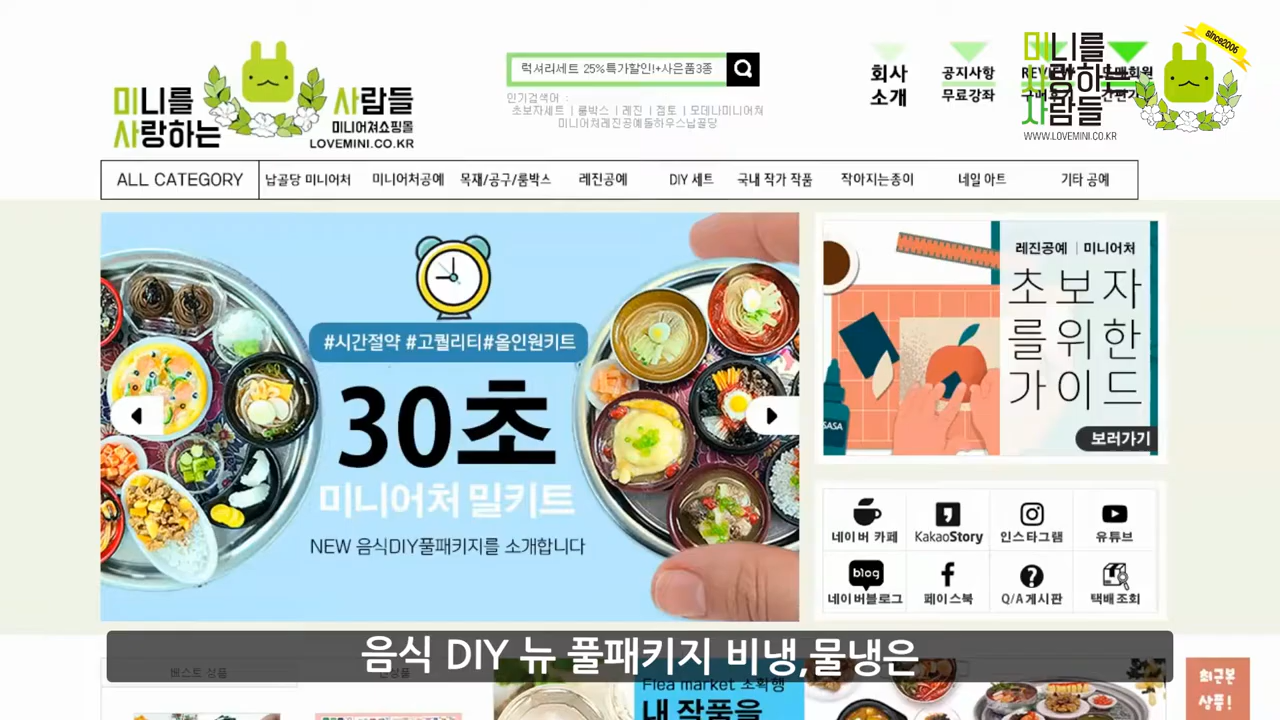 미니를
사랑하는
사람들
미니어쳐쇼핑몰
LOVEMINI.CO.KR
럭셔리세트 25%특가할인!+사은품3종
인기검색어 :
초보자세트 | 룸박스 | 레진 | 점토 | 모데나미니어쳐
미니어쳐레진공예돌하우스납골당
회사
소개
공지사항
무료강좌
미니를
사랑하는
사람들
since2006
WWW.LOVEMINI.CO.KR
ALL CATEGORY
납골당 미니어처
미니어처공예
목재/공구/룸박스
레진공예
DIY 세트
국내 작가 작품
작아지는종이
네일 아트
기타 공예
#시간절약 #고퀄리티#올인원키트
30초
미니어처 밀키트
NEW 음식DIY풀패키지를 소개합니다
레진공예 | 미니어처
초보자
를위한
가이드
보러가기
SASA
네이버 카페
KakaoStory
인스타그램
유튜브
blog
네이버블로그
페이스북
Q/A게시판
택배조회
음식 DIY 뉴 풀패키지 비냉,물냉은
Flea market 소확행
내 작품을
최근본
상품!